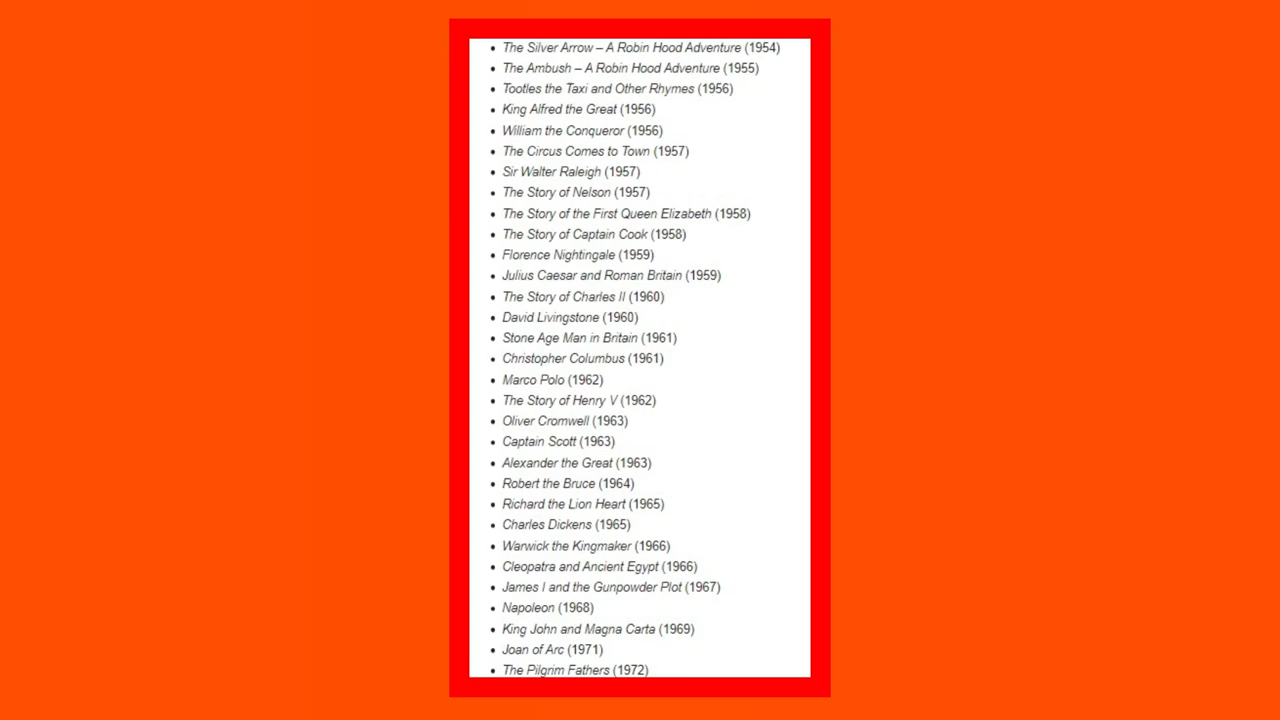 • The Silver Arrow – A Robin Hood Adventure (1954)
• The Ambush – A Robin Hood Adventure (1955)
• Tootles the Taxi and Other Rhymes (1956)
• King Alfred the Great (1956)
• William the Conqueror (1956)
• The Circus Comes to Town (1957)
• Sir Walter Raleigh (1957)
• The Story of Nelson (1957)
• The Story of the First Queen Elizabeth (1958)
• The Story of Captain Cook (1958)
• Florence Nightingale (1959)
• Julius Caesar and Roman Britain (1959)
• The Story of Charles II (1960)
• David Livingstone (1960)
• Stone Age Man in Britain (1961)
• Christopher Columbus (1961)
• Marco Polo (1962)
• The Story of Henry V (1962)
• Oliver Cromwell (1963)
• Captain Scott (1963)
• Alexander the Great (1963)
• Robert the Bruce (1964)
• Richard the Lion Heart (1965)
• Charles Dickens (1965)
• Warwick the Kingmaker (1966)
• Cleopatra and Ancient Egypt (1966)
• James I and the Gunpowder Plot (1967)
• Napoleon (1968)
• King John and Magna Carta (1969)
• Joan of Arc (1971)
• The Pilgrim Fathers (1972)